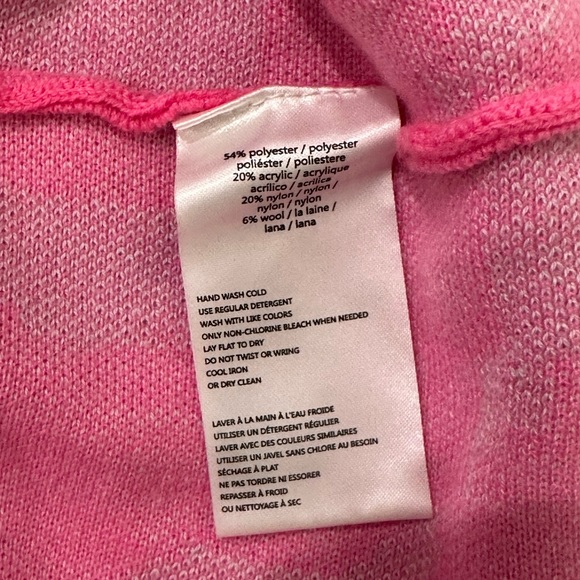 54% polyester / polyester
poliéster / poliestere
20% acrylic / acrylique
acrílico / acrilica
20% nylon / nylon /
nylon / nylon
6% wool / la laine /
lana / lana
HAND WASH COLD
USE REGULAR DETERGENT
WASH WITH LIKE COLORS
ONLY NON-CHLORINE BLEACH WHEN NEEDED
LAY FLAT TO DRY
DO NOT TWIST OR WRING
COOL IRON
OR DRY CLEAN
LAVER À LA MAIN À L'EAU FROIDE
UTILISER UN DÉTERGENT RÉGULIER
LAVER AVEC DES COULEURS SIMILAIRES
UTILISER UN JAVEL SANS CHLORE AU BESOIN
SÉCHAGE À PLAT
NE PAS TORDRE NI ESSORER
REPASSER À FROID
OU NETTOYAGE À SEC